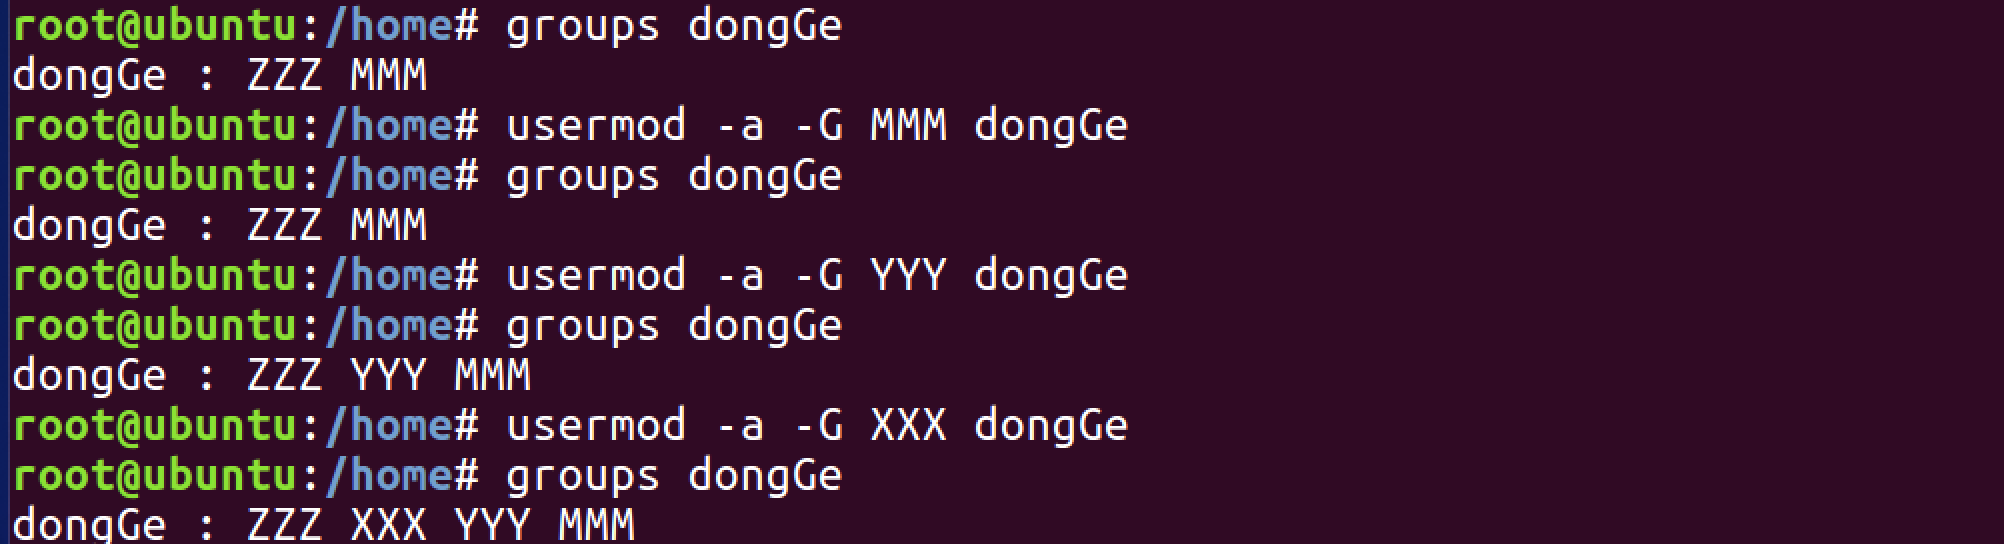 root@ubuntu:/home# groups dongGe
dongGe : ZZZ MMM
root@ubuntu:/home# usermod -a -G MMM dongGe
root@ubuntu:/home# groups dongGe
dongGe : ZZZ MMM
root@ubuntu:/home# usermod -a -G YYY dongGe
root@ubuntu:/home# groups dongGe
dongGe : ZZZ YYY MMM
root@ubuntu:/home# usermod -a -G XXX dongGe
root@ubuntu:/home# groups dongGe
dongGe : ZZZ XXX YYY MMM